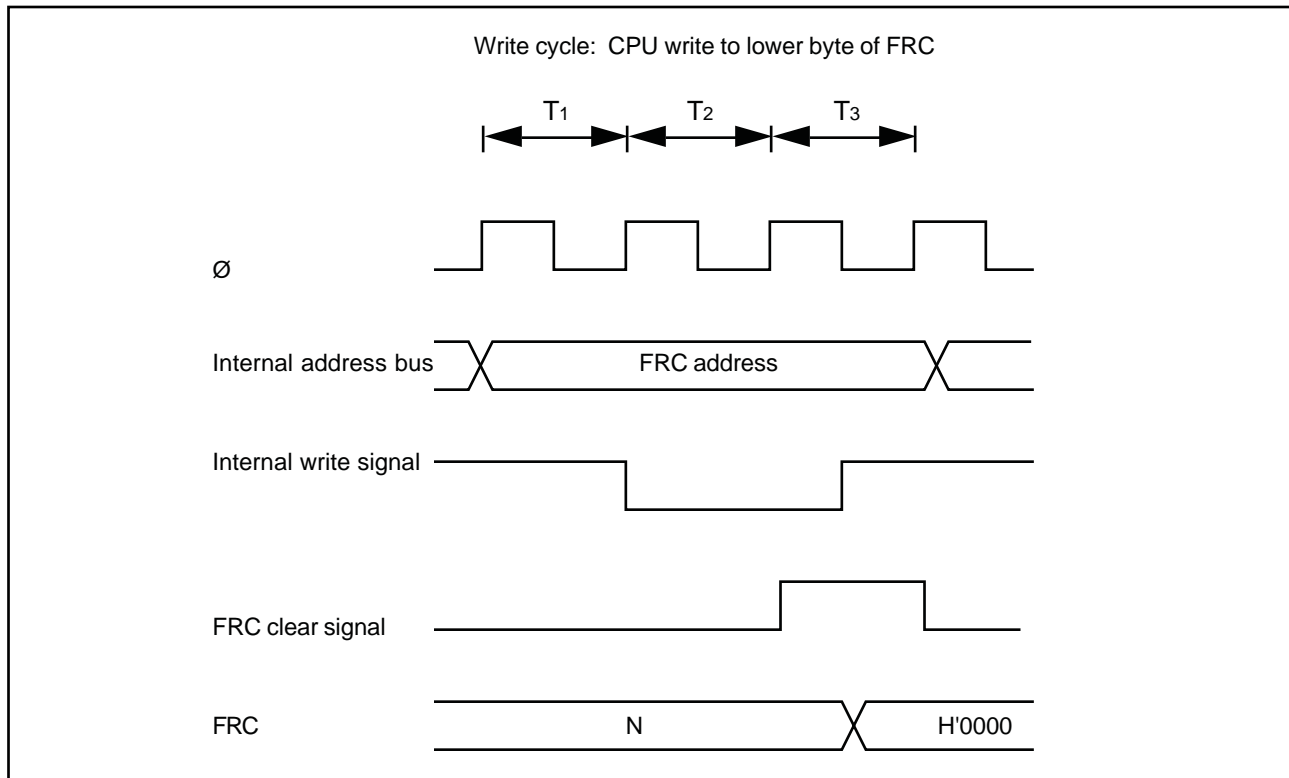 Write cycle: CPU write to lower byte of FRC
T1 T2 T3
Ø
Internal address bus FRC address
Internal write signal
FRC clear signal
FRC N H'0000